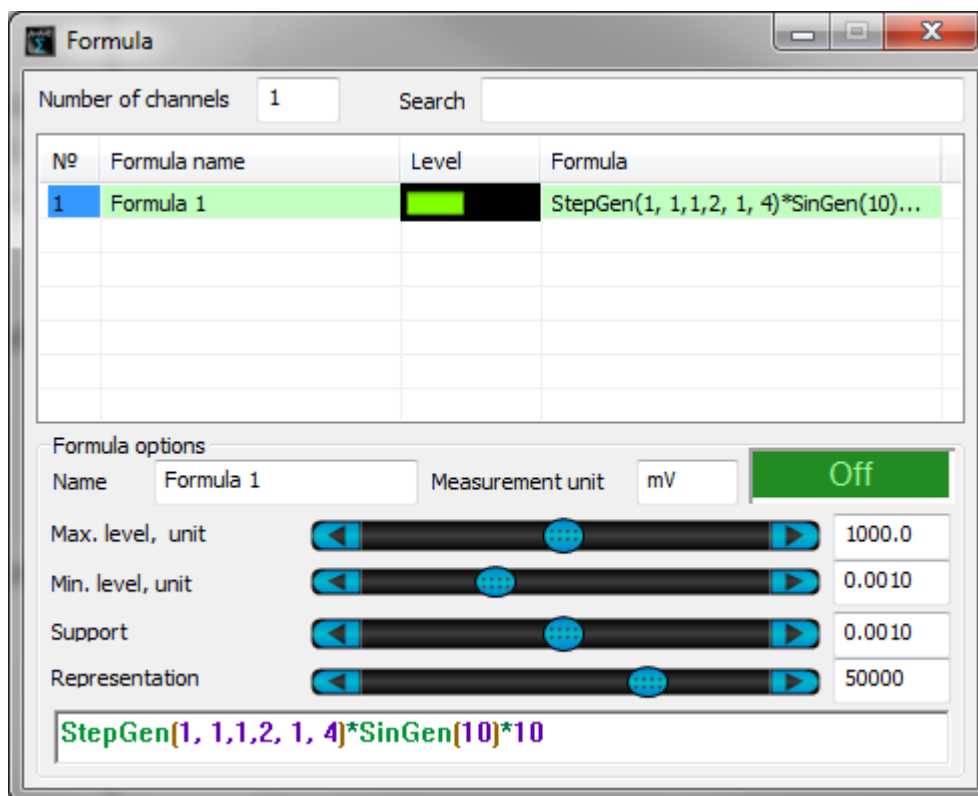 Formula
Number of channels 1 Search
Nº Formula name Level Formula
1 Formula 1 StepGen(1, 1,1,2, 1, 4)*SinGen(10)...
Formula options
Name Formula 1 Measurement unit mV Off
Max. level, unit 1000.0
Min. level, unit 0.0010
Support 0.0010
Representation 50000
StepGen(1, 1,1,2, 1, 4)*SinGen(10)*10